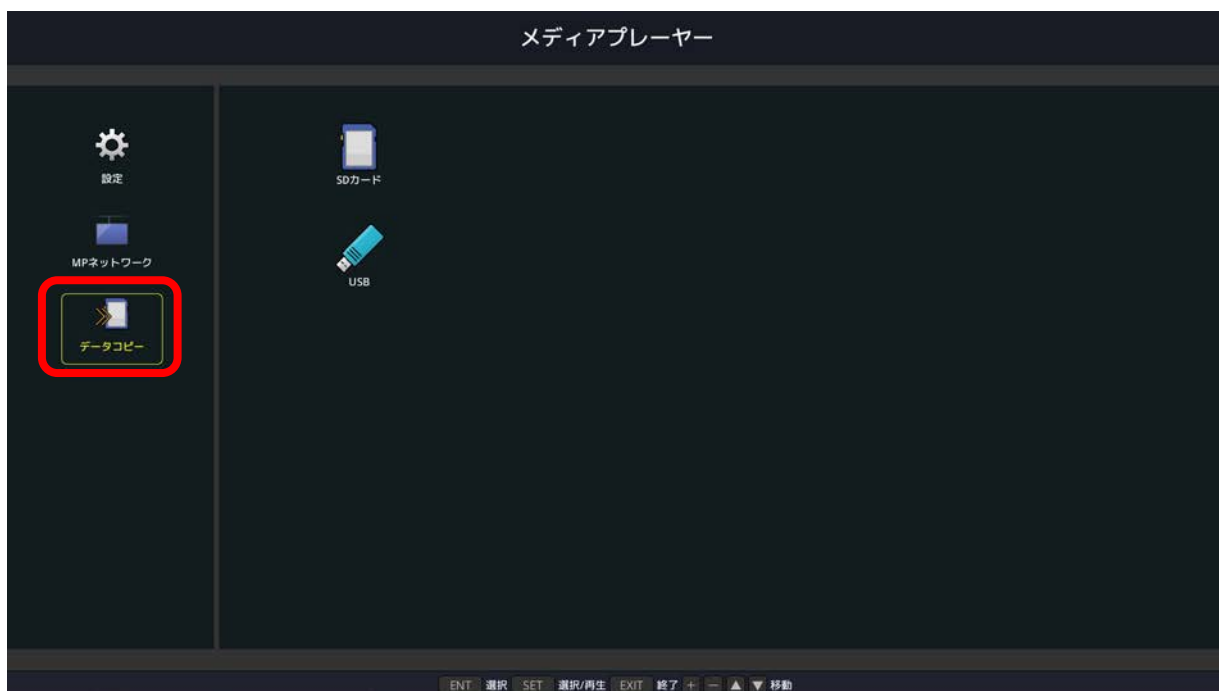 メディアプレーヤー
設定
MPネットワーク
データコピー
SDカード
USB
ENT 選択 SET 選択/再生 EXIT 終了 + − ▲ ▼ 移動